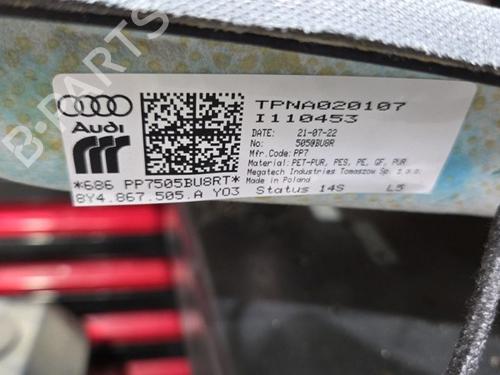 B-PARTS
Audi
TPNA020107
I110453
DATE: 21-07-22
No: 5050BU8R
Mfr.Code: PP7
Material: PET-PUR, PES, PE, GF, PUR
Megatech Industries Tomaszow Sp. z.o.o.
Made in Poland
*686 PP7505BU8RT*
8Y4.867.505.A Y03 Status 14S L5